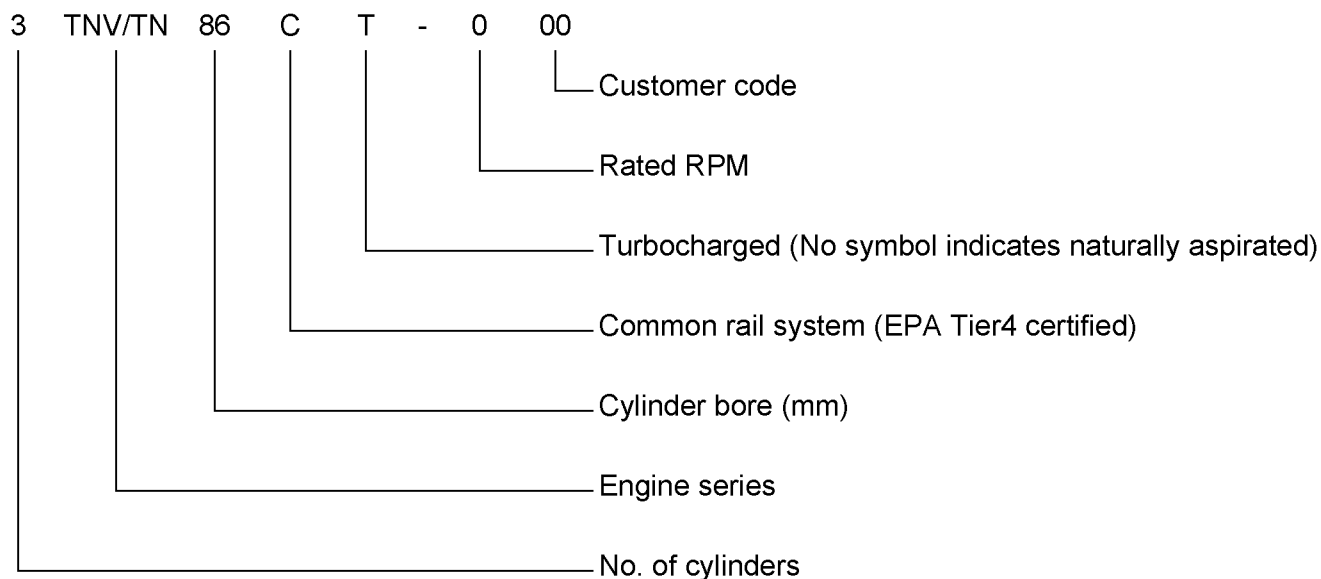 3 TNV/TN 86 C T - 0 00
Customer code
Rated RPM
Turbocharged (No symbol indicates naturally aspirated)
Common rail system (EPA Tier4 certified)
Cylinder bore (mm)
Engine series
No. of cylinders